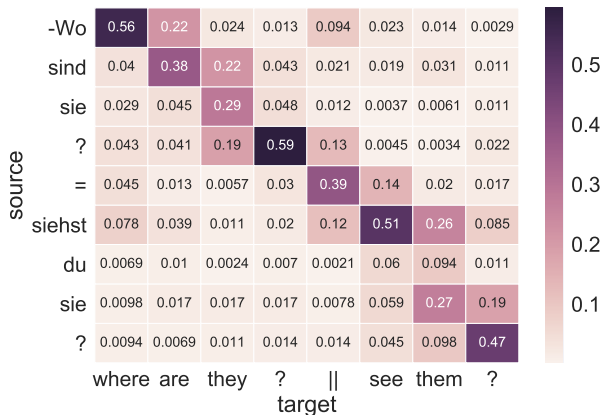 -Wo 0.56 0.22 0.024 0.013 0.094 0.023 0.014 0.0029
sind 0.04 0.38 0.22 0.043 0.021 0.019 0.031 0.011
sie 0.029 0.045 0.29 0.048 0.012 0.0037 0.0061 0.011
? 0.043 0.041 0.19 0.59 0.13 0.0045 0.0034 0.022
= 0.045 0.013 0.0057 0.03 0.39 0.14 0.02 0.017
siehst 0.078 0.039 0.011 0.02 0.12 0.51 0.26 0.085
du 0.0069 0.01 0.0024 0.007 0.0021 0.06 0.094 0.011
sie 0.0098 0.017 0.017 0.017 0.0078 0.059 0.27 0.19
? 0.0094 0.0069 0.011 0.014 0.014 0.045 0.098 0.47
where are they ? || see them ?
target
source
0.5
0.4
0.3
0.2
0.1